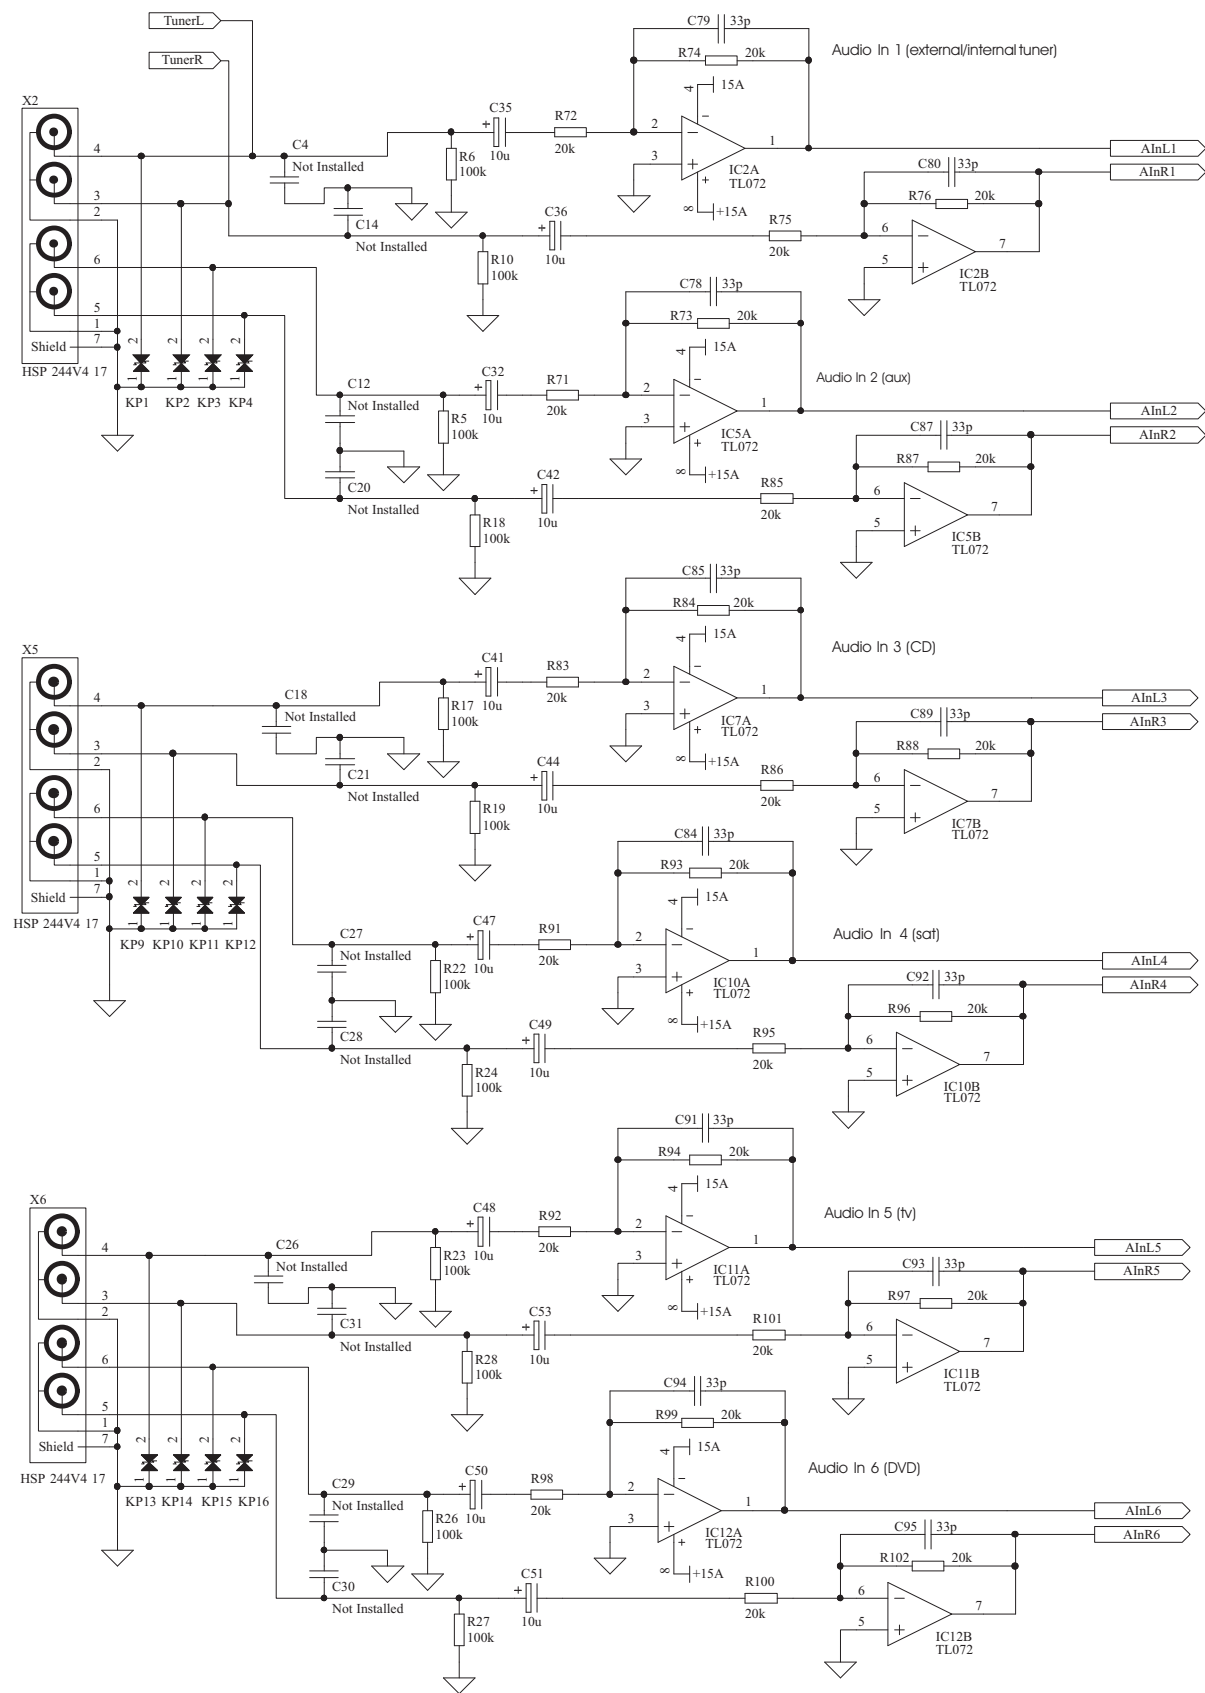 TunerL
TunerR
C79 33p
R74 20k
Audio In 1 (external/internal tuner)
4 15A
X2
C35
R72
2 − 1
AInL1
4
C4
+
10u
20k
R6
100k
3 +
IC2A
TL072
C80 33p
AInR1
Not Installed
8 +15A
R76 20k
3
2
C14
C36
R75
6 − 7
Not Installed
+
10u
20k
6
R10
100k
5 +
IC2B
TL072
C78 33p
5
R73 20k
1
7
Shield
4 15A
HSP 244V4 17
2 2 2 2
1 1 1 1
KP1 KP2 KP3 KP4
C12
C32
R71
2 − 1
Audio In 2 (aux)
Not Installed
+
10u
20k
AInL2
R5
100k
3 +
IC5A
TL072
C87 33p
AInR2
8 +15A
R87 20k
C20
C42
R85
6 − 7
Not Installed
+
10u
20k
R18
100k
5 +
IC5B
TL072
C85 33p
R84 20k
4 15A
Audio In 3 (CD)
X5
C41
R83
2 − 1
AInL3
4
C18
+
10u
20k
R17
100k
3 +
IC7A
TL072
C89 33p
AInR3
Not Installed
8 +15A
R88 20k
3
2
C21
C44
R86
6 − 7
Not Installed
+
10u
20k
6
R19
100k
5 +
IC7B
TL072
C84 33p
5
R93 20k
1
7
Shield
4 15A
HSP 244V4 17
2 2 2 2
1 1 1 1
KP9 KP10 KP11 KP12
C27
C47
R91
2 − 1
Audio In 4 (sat)
Not Installed
+
10u
20k
AInL4
R22
100k
3 +
IC10A
TL072
C92 33p
AInR4
8 +15A
R96 20k
C28
C49
R95
6 − 7
Not Installed
+
10u
20k
R24
100k
5 +
IC10B
TL072
C91 33p
R94 20k
4 15A
Audio In 5 (tv)
X6
C48
R92
2 − 1
AInL5
4
C26
+
10u
20k
R23
100k
3 +
IC11A
TL072
C93 33p
AInR5
Not Installed
8 +15A
R97 20k
3
2
C31
C53
R101
6 − 7
Not Installed
+
10u
20k
6
R28
100k
5 +
IC11B
TL072
C94 33p
5
R99 20k
1
7
Shield
4 15A
HSP 244V4 17
2 2 2 2
1 1 1 1
KP13 KP14 KP15 KP16
C29
C50
R98
2 − 1
Audio In 6 (DVD)
Not Installed
+
10u
20k
AInL6
R26
100k
3 +
IC12A
TL072
C95 33p
AInR6
8 +15A
R102 20k
C30
C51
R100
6 − 7
Not Installed
+
10u
20k
R27
100k
5 +
IC12B
TL072